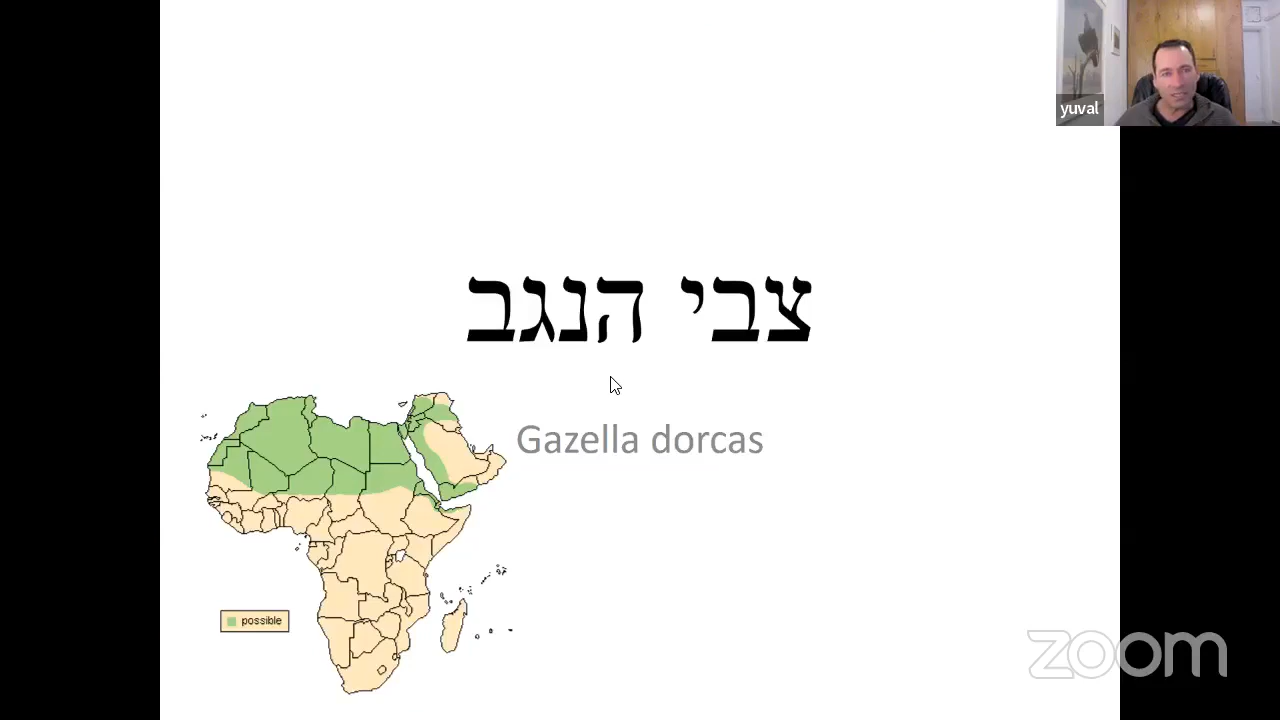 yuval
צבי הנגב
Gazella dorcas
possible
zoom